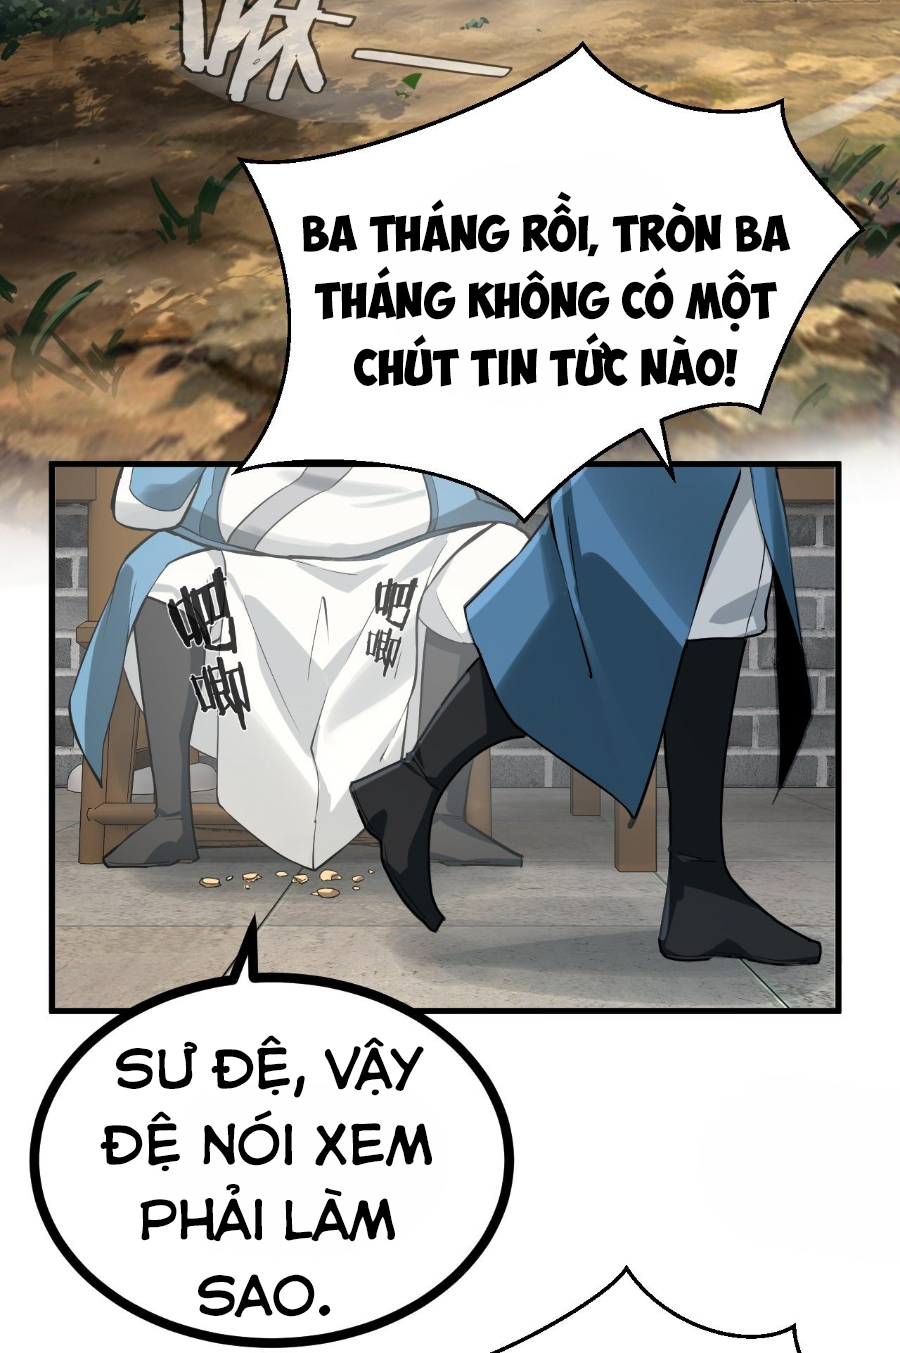 BA THÁNG RỒI, TRÒN BA
THÁNG KHÔNG CÓ MỘT
CHÚT TIN TỨC NÀO!
SƯ ĐỆ, VẬY
ĐỆ NÓI XEM
PHẢI LÀM
SAO.